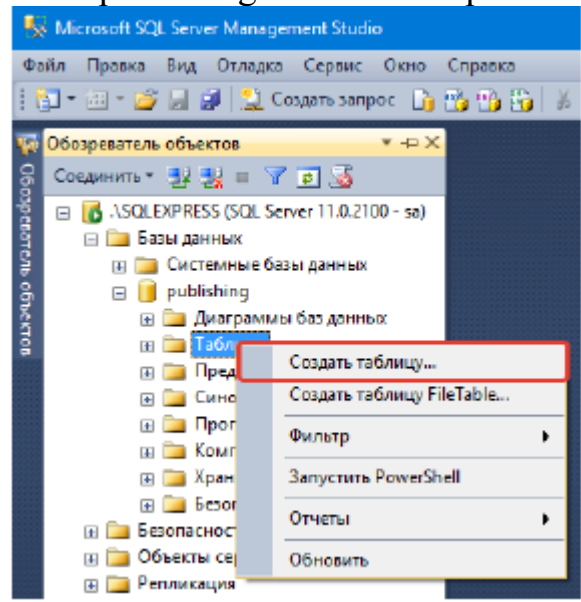 Microsoft SQL Server Management Studio
Файл Правка Вид Отладка Сервис Окно Справка
Создать запрос
Обозреватель объектов
Обозреватель объектов
Соединить
.\SQLEXPRESS (SQL Server 11.0.2100 - sa)
Базы данных
Системные базы данных
publishing
Диаграммы баз данных
Табл
Создать таблицу...
Пред
Создать таблицу FileTable...
Сино
Прог
Фильтр
Комп
Хран
Запустить PowerShell
Безоп
Отчеты
Безопасност
Объекты се
Обновить
Репликация